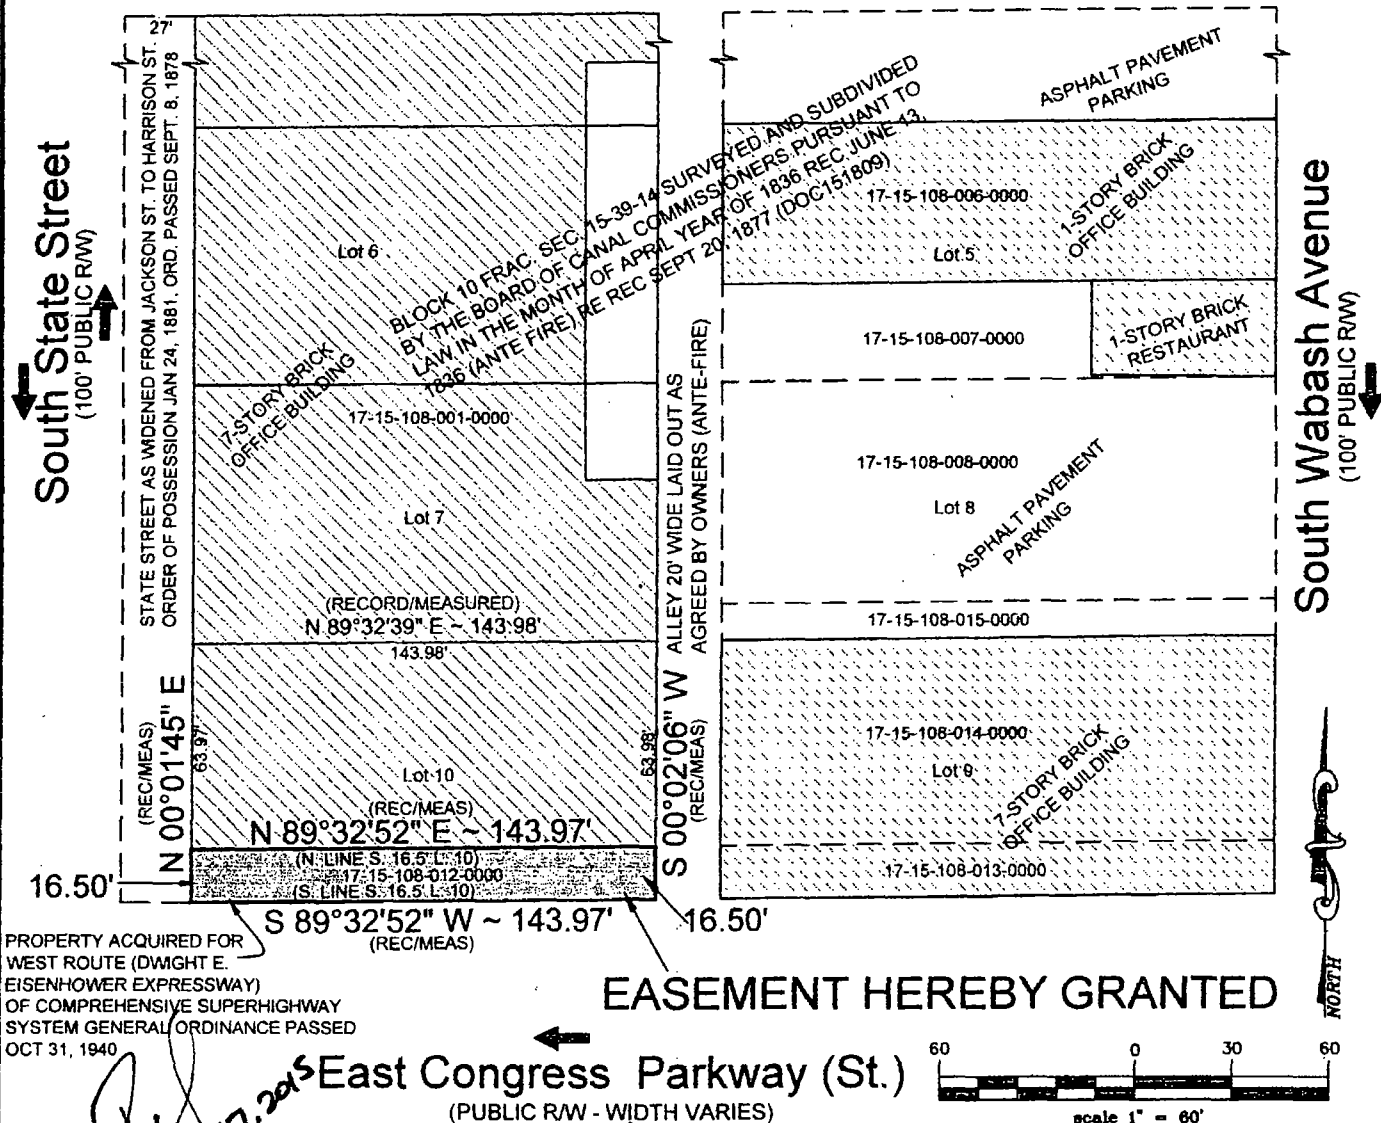 27'
South State Street
(100' PUBLIC R/W)
STATE STREET AS WIDENED FROM JACKSON ST. TO HARRISON ST.
ORDER OF POSSESSION JAN 24, 1881, ORD. PASSED SEPT. 8, 1878
Lot 6
BLOCK 10 FRAC. SEC. 15-39-14 SURVEYED AND SUBDIVIDED
BY THE BOARD OF CANAL COMMISSIONERS PURSUANT TO
LAW IN THE MONTH OF APRIL YEAR OF 1836 REC JUNE 13,
1836 (ANTE FIRE) RE REC SEPT 20, 1877 (DOC151809)
7-STORY BRICK
OFFICE BUILDING
17-15-108-001-0000
Lot 7
(RECORD/MEASURED)
N 89°32'39" E ~ 143.98'
143.98'
(REC/MEAS)
N 00°01'45" E
63.97'
63.98'
Lot 10
(REC/MEAS)
N 89°32'52" E ~ 143.97'
(N. LINE S. 16.5' L. 10)
17-15-108-012-0000
(S. LINE S. 16.5' L. 10)
16.50'
S 89°32'52" W ~ 143.97'
(REC/MEAS)
16.50'
S 00°02'06" W
(REC/MEAS)
ALLEY 20' WIDE LAID OUT AS
AGREED BY OWNERS (ANTE-FIRE)
ASPHALT PAVEMENT
PARKING
17-15-108-006-0000
1-STORY BRICK
OFFICE BUILDING
Lot 5
17-15-108-007-0000
1-STORY BRICK
RESTAURANT
17-15-108-008-0000
Lot 8
ASPHALT PAVEMENT
PARKING
17-15-108-015-0000
17-15-108-014-0000
Lot 9
7-STORY BRICK
OFFICE BUILDING
17-15-108-013-0000
South Wabash Avenue
(100' PUBLIC R/W)
NORTH
PROPERTY ACQUIRED FOR
WEST ROUTE (DWIGHT E.
EISENHOWER EXPRESSWAY)
OF COMPREHENSIVE SUPERHIGHWAY
SYSTEM GENERAL ORDINANCE PASSED
OCT 31, 1940
EASEMENT HEREBY GRANTED
2015
East Congress Parkway (St.)
(PUBLIC R/W - WIDTH VARIES)
60 0 30 60
scale 1" = 60'